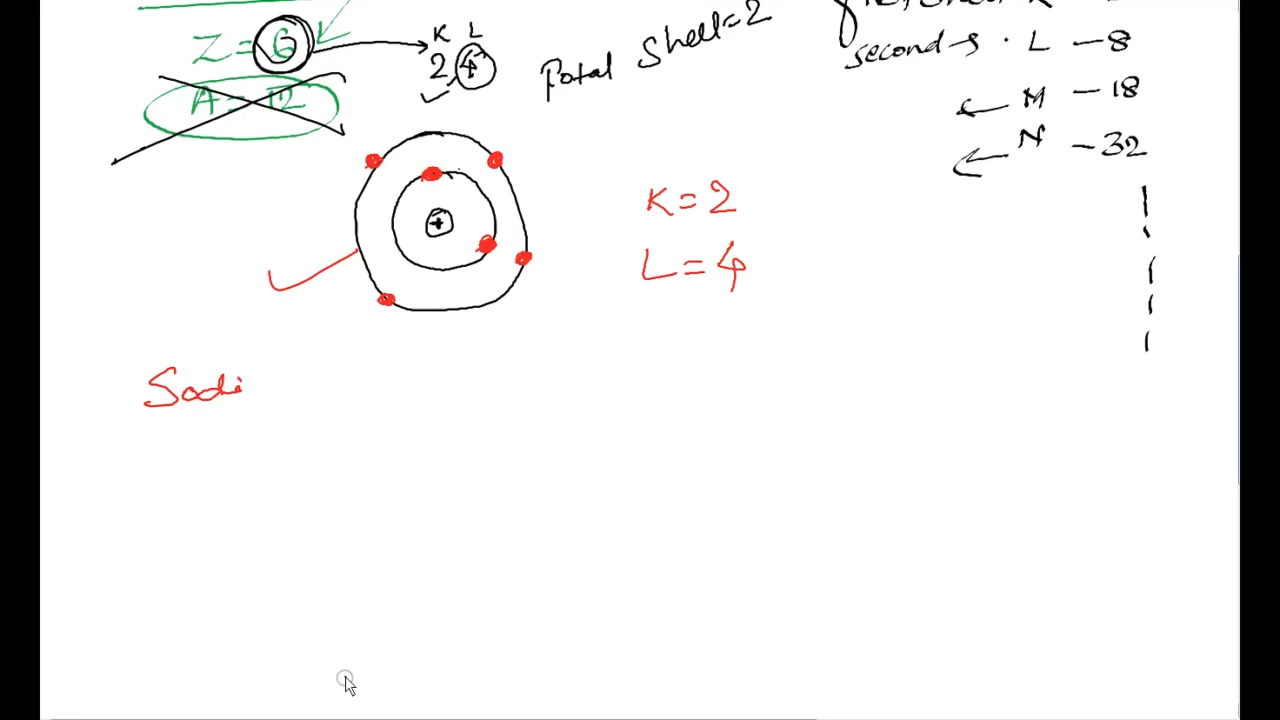 Z = 6
K L
2 4
Total Shell=2
second - s · L - 8
A = 12
M - 18
N - 32
K = 2
L = 4
Sodi